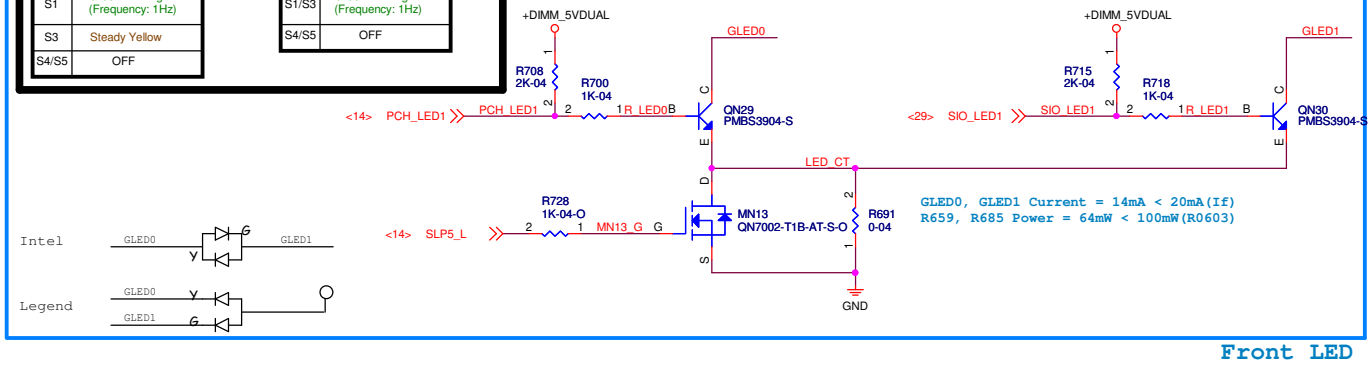 S1
(Frequency: 1Hz)
S3 Steady Yellow
S4/S5 OFF
S1/S3
(Frequency: 1Hz)
S4/S5 OFF
+DIMM_5VDUAL
GLED0
1
R708
2K-04
2
R700
1K-04
<14> PCH_LED1
PCH_LED1
2
1 R_LED0 B
C
QN29
PMBS3904-S
E
+DIMM_5VDUAL
GLED1
1
R715
2K-04
2
R718
1K-04
<29> SIO_LED1
SIO_LED1
2
1 R_LED1 B
C
QN30
PMBS3904-S
E
LED_CT
D
R728
1K-04-O
<14> SLP5_L
2
1 MN13_G G
MN13
QN7002-T1B-AT-S-O
S
2
R691
0-04
1
GND
GLED0, GLED1 Current = 14mA < 20mA(If)
R659, R685 Power = 64mW < 100mW(R0603)
Intel
GLED0
G
Y
GLED1
Legend
GLED0
Y
GLED1
G
Front LED